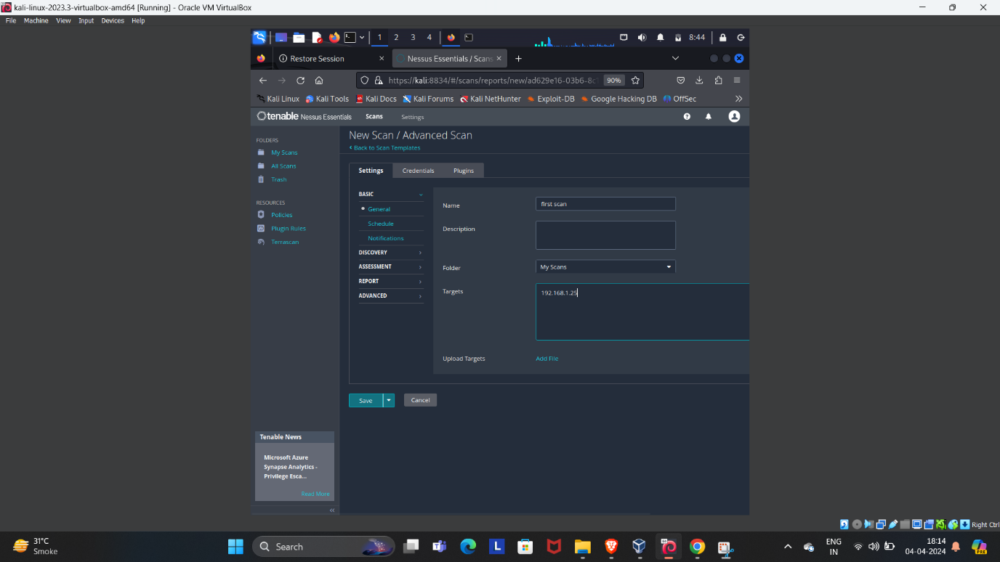 kali-linux-2023.3-virtualbox-amd64 [Running] - Oracle VM VirtualBox
File Machine View Input Devices Help
1 2 3 4 8:44
Restore Session
Nessus Essentials / Scans
https://kali:8834/#/scans/reports/new/ad629e16-03b6-8c 90%
Kali Linux Kali Tools Kali Docs Kali Forums Kali NetHunter Exploit-DB Google Hacking DB OffSec
tenable Nessus Essentials Scans Settings
FOLDERS
My Scans
All Scans
Trash
RESOURCES
Policies
Plugin Rules
Terrascan
New Scan / Advanced Scan
Back to Scan Templates
Settings Credentials Plugins
BASIC
General
Schedule
Notifications
DISCOVERY
ASSESSMENT
REPORT
ADVANCED
Name first scan
Description
Folder My Scans
Targets 192.168.1.25
Upload Targets Add File
Save Cancel
Tenable News
Microsoft Azure
Synapse Analytics -
Privilege Esca...
Read More
Right Ctrl
31°C
Smoke
Search
ENG
IN
18:14
04-04-2024
PRE